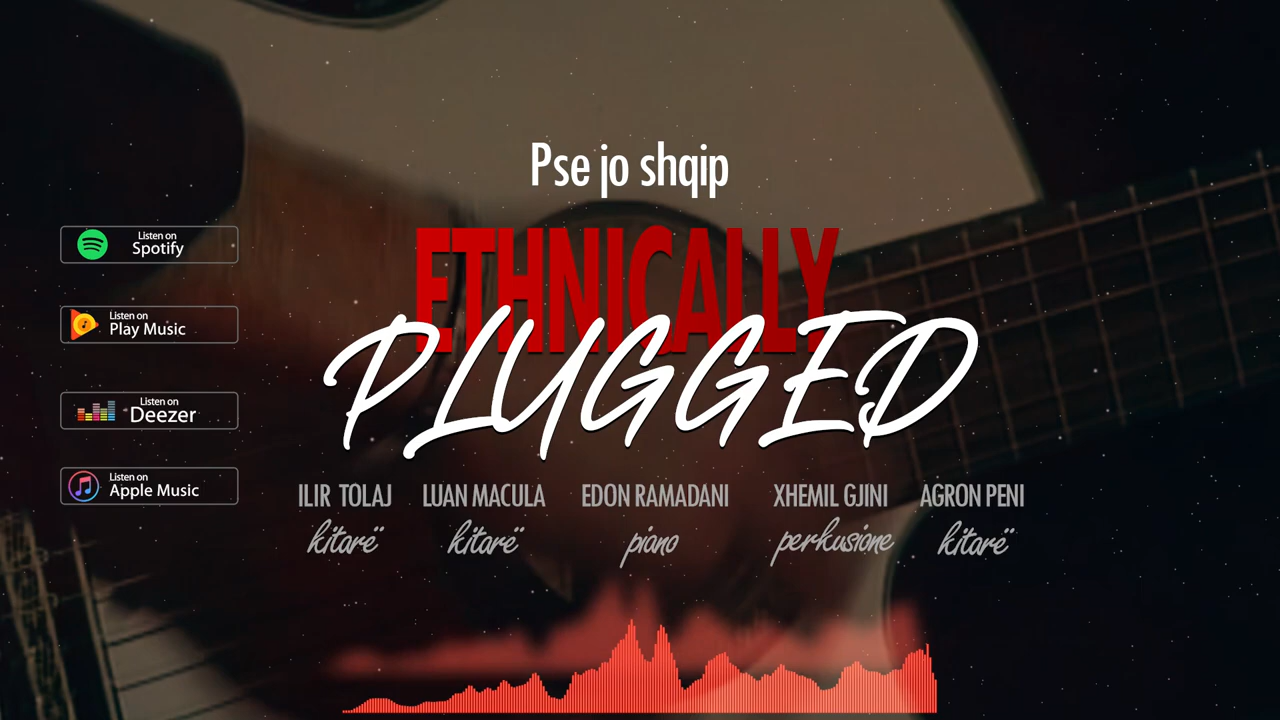 Pse jo shqip
ETHNICALLY
PLUGGED
Listen on
Spotify
Listen on
Play Music
Listen on
Deezer
Listen on
Apple Music
ILIR TOLAJ
kitarë
LUAN MACULA
kitarë
EDON RAMADANI
piano
XHEMIL GJINI
perkusione
AGRON PENI
kitarë